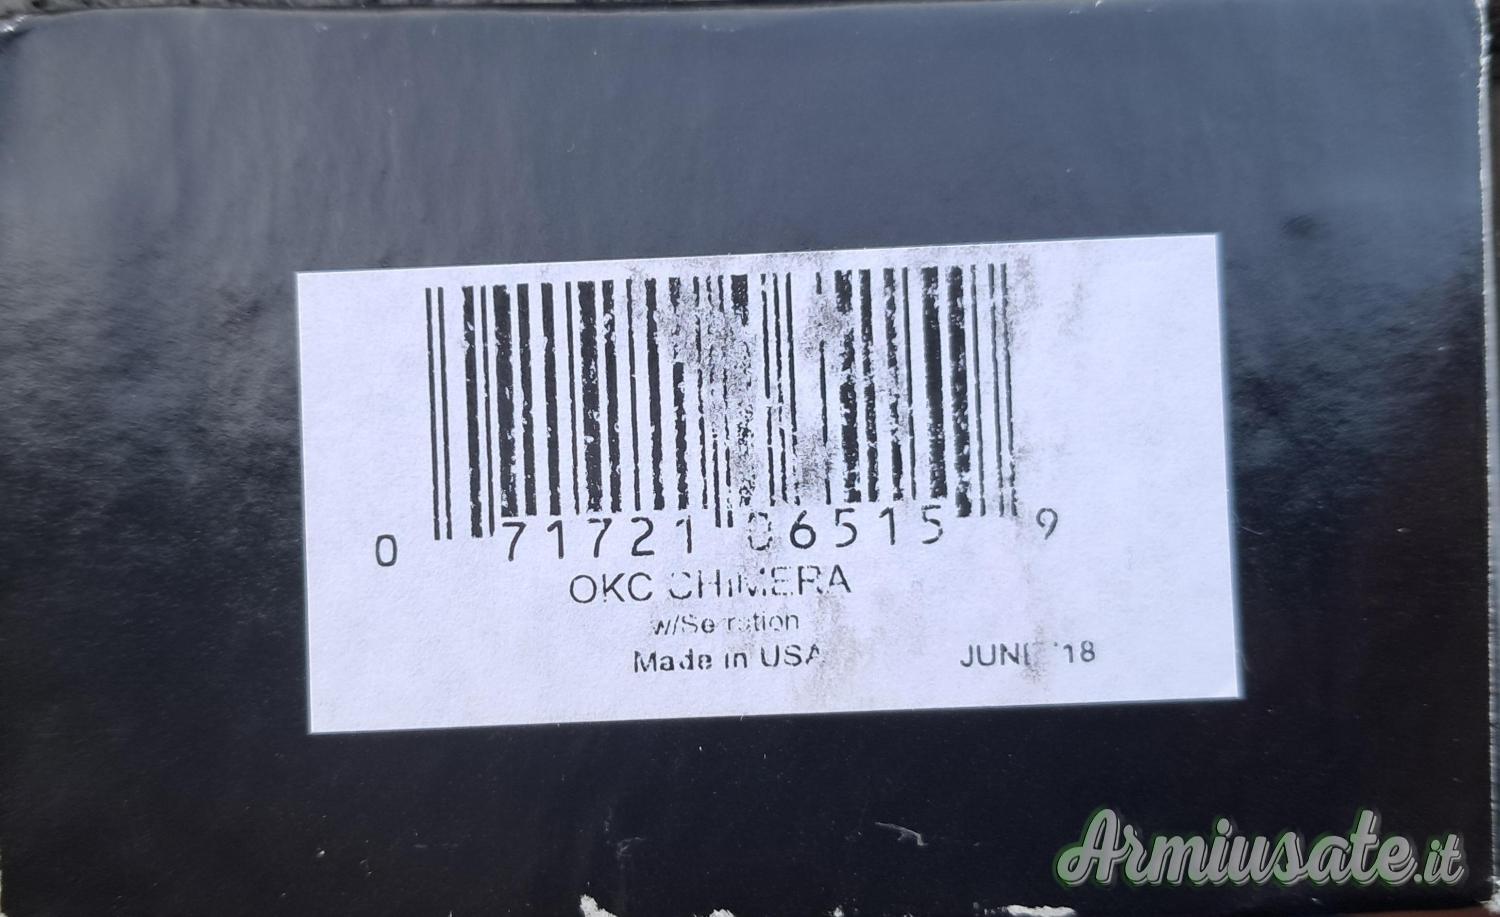 0 71721 06515 9
OKC CHIMERA
w/Serration
Made in USA
JUNE '18
Armiusate.it